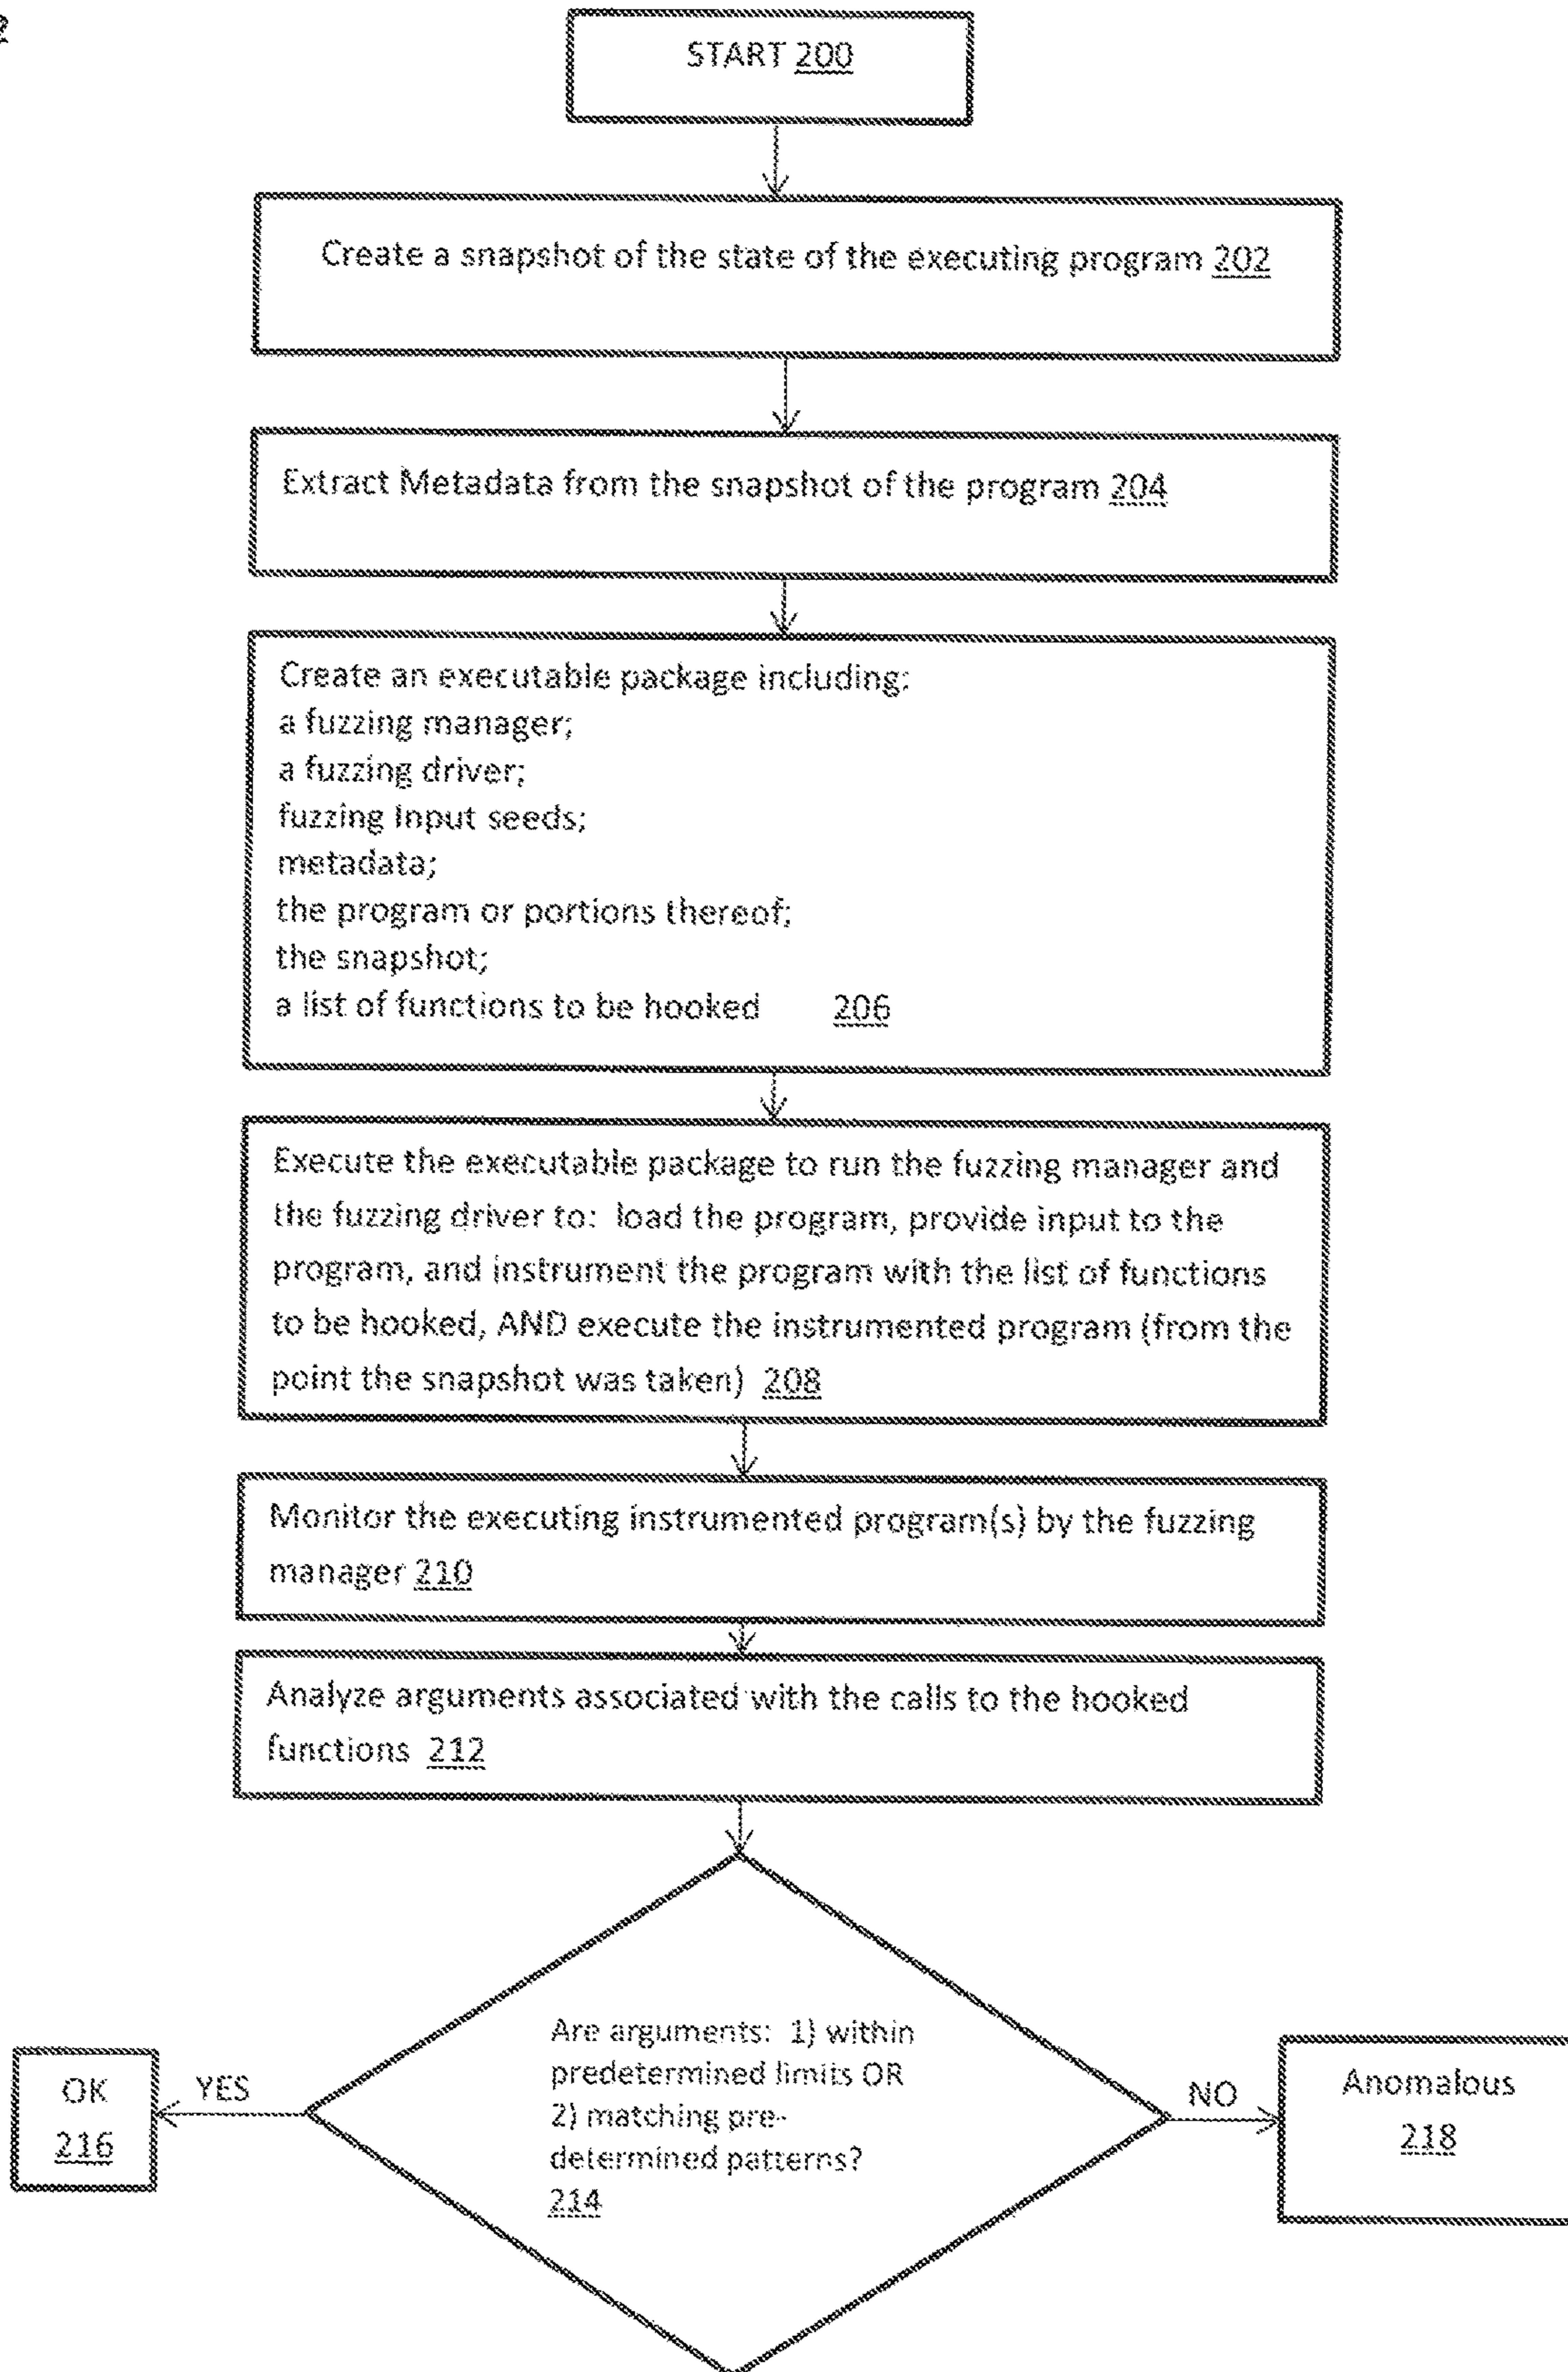 START 200
Create a snapshot of the state of the executing program 202
Extract Metadata from the snapshot of the program 204
Create an executable package including:
a fuzzing manager;
a fuzzing driver;
fuzzing input seeds;
metadata;
the program or portions thereof;
the snapshot;
a list of functions to be hooked 206
Execute the executable package to run the fuzzing manager and
the fuzzing driver to: load the program, provide input to the
program, and instrument the program with the list of functions
to be hooked, AND execute the instrumented program (from the
point the snapshot was taken) 208
Monitor the executing instrumented program(s) by the fuzzing
manager 210
Analyze arguments associated with the calls to the hooked
functions 212
Are arguments: 1) within
predetermined limits OR
2) matching pre-
determined patterns?
214
YES
OK
216
NO
Anomalous
218